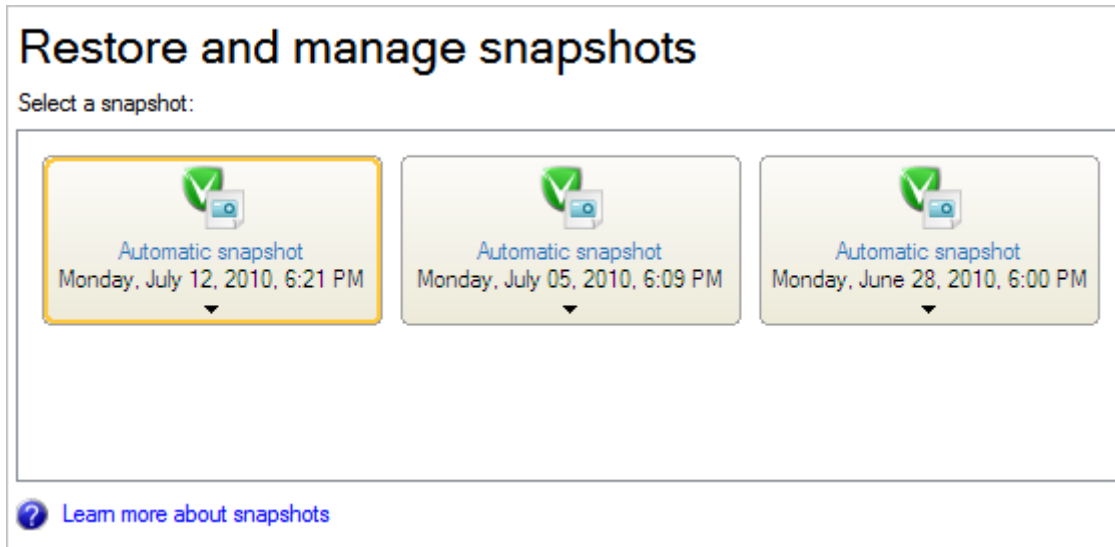 Restore and manage snapshots
Select a snapshot:
Automatic snapshot
Monday, July 12, 2010, 6:21 PM
Automatic snapshot
Monday, July 05, 2010, 6:09 PM
Automatic snapshot
Monday, June 28, 2010, 6:00 PM
Learn more about snapshots